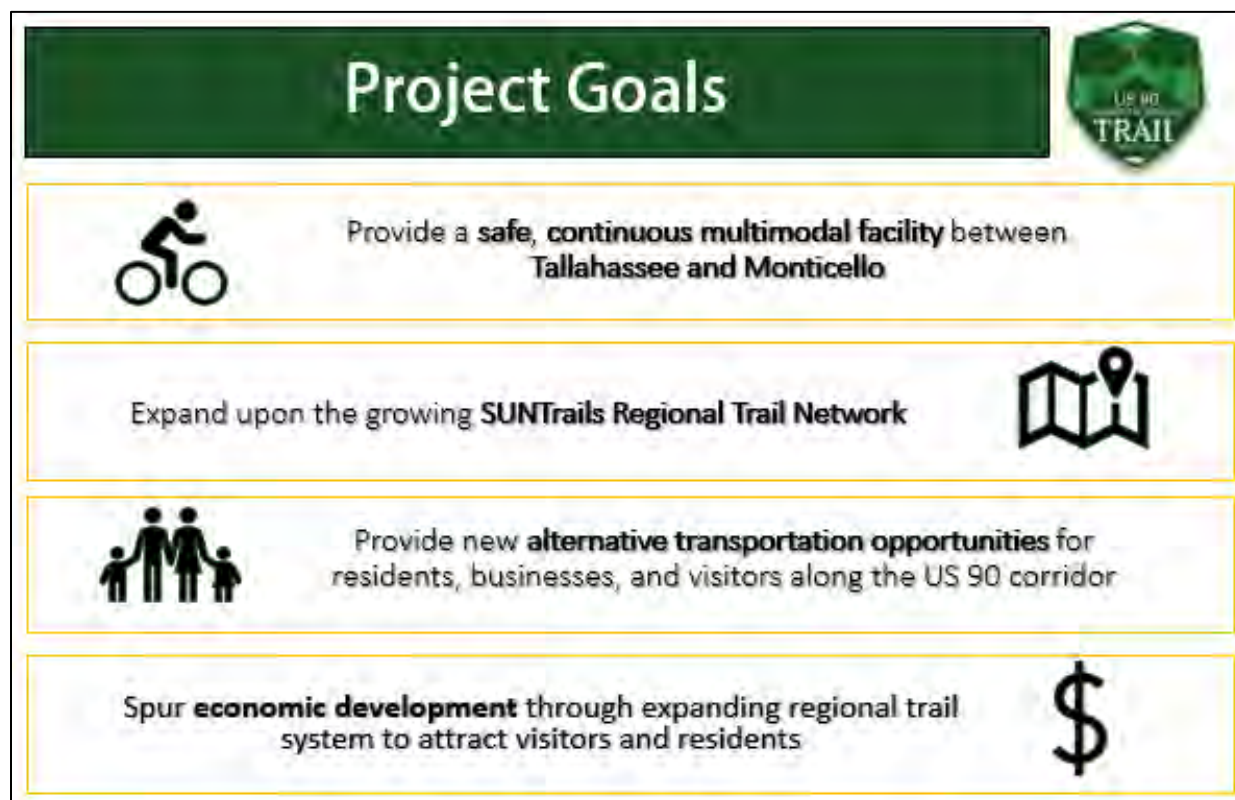 Project Goals
US 90
TRAIL
Provide a safe, continuous multimodal facility between
Tallahassee and Monticello
Expand upon the growing SUNTrails Regional Trail Network
Provide new alternative transportation opportunities for
residents, businesses, and visitors along the US 90 corridor
Spur economic development through expanding regional trail
system to attract visitors and residents
$